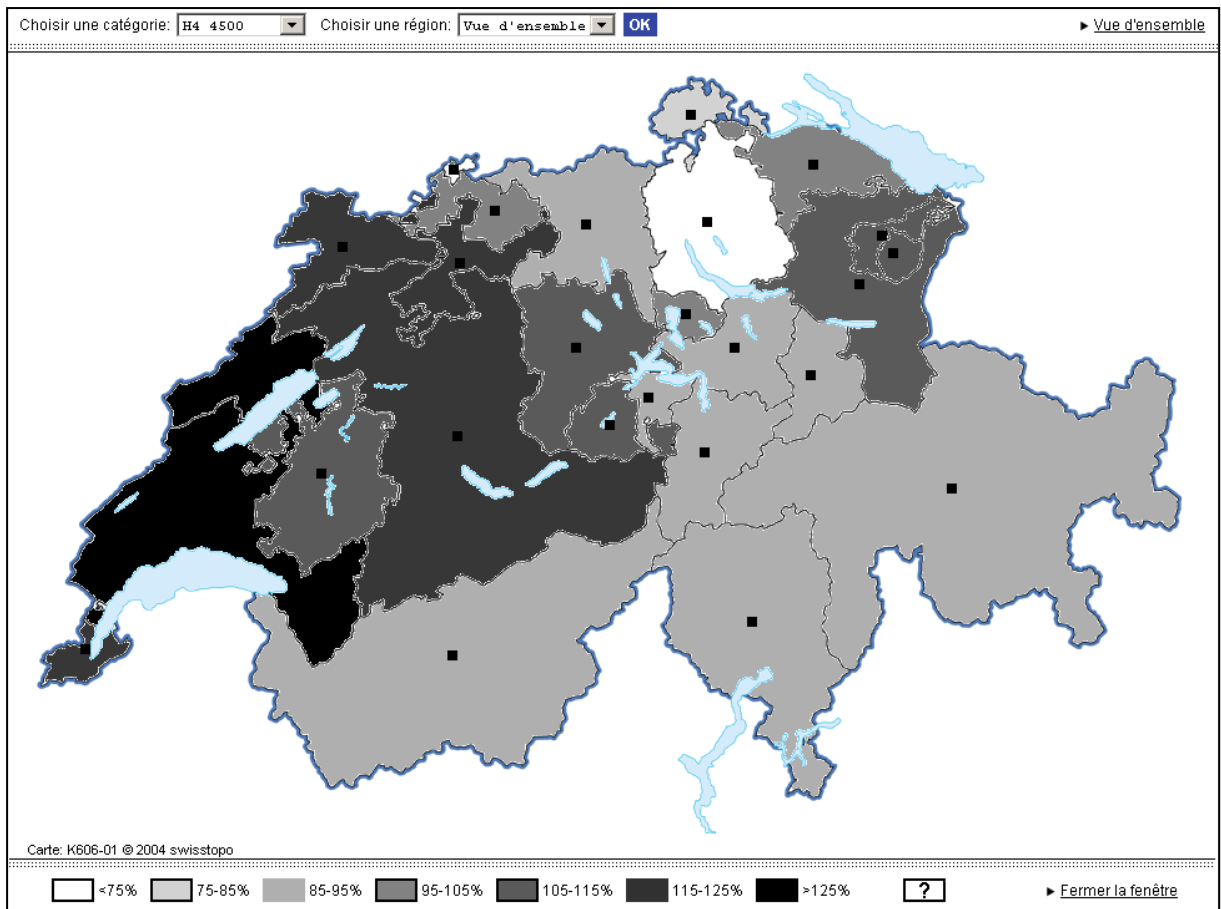 Choisir une catégorie: H4 4500 Choisir une région: Vue d'ensemble OK ▸ Vue d'ensemble
Carte: K606-01 © 2004 swisstopo
<75% 75-85% 85-95% 95-105% 105-115% 115-125% >125% ? ▸ Fermer la fenêtre